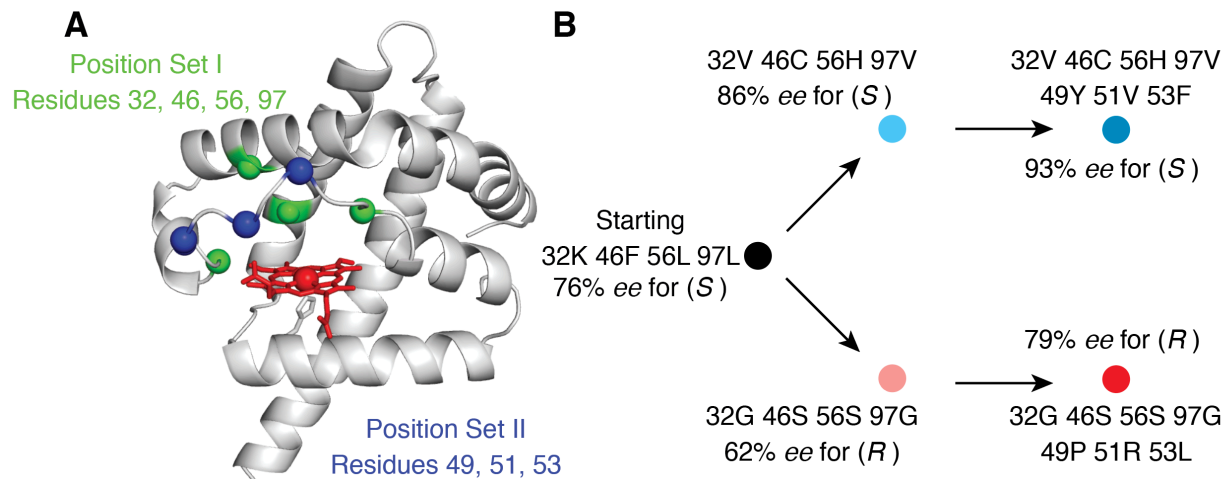 A
Position Set I
Residues 32, 46, 56, 97
Position Set II
Residues 49, 51, 53
B
32V 46C 56H 97V
86% ee for (S)
32V 46C 56H 97V
49Y 51V 53F
93% ee for (S)
Starting
32K 46F 56L 97L
76% ee for (S)
32G 46S 56S 97G
62% ee for (R)
79% ee for (R)
32G 46S 56S 97G
49P 51R 53L